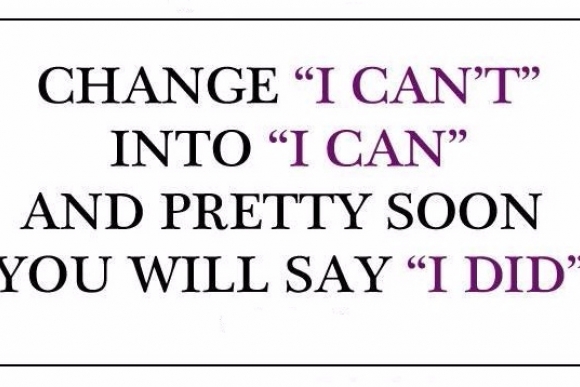 CHANGE “I CAN’T”
INTO “I CAN”
AND PRETTY SOON
YOU WILL SAY “I DID”